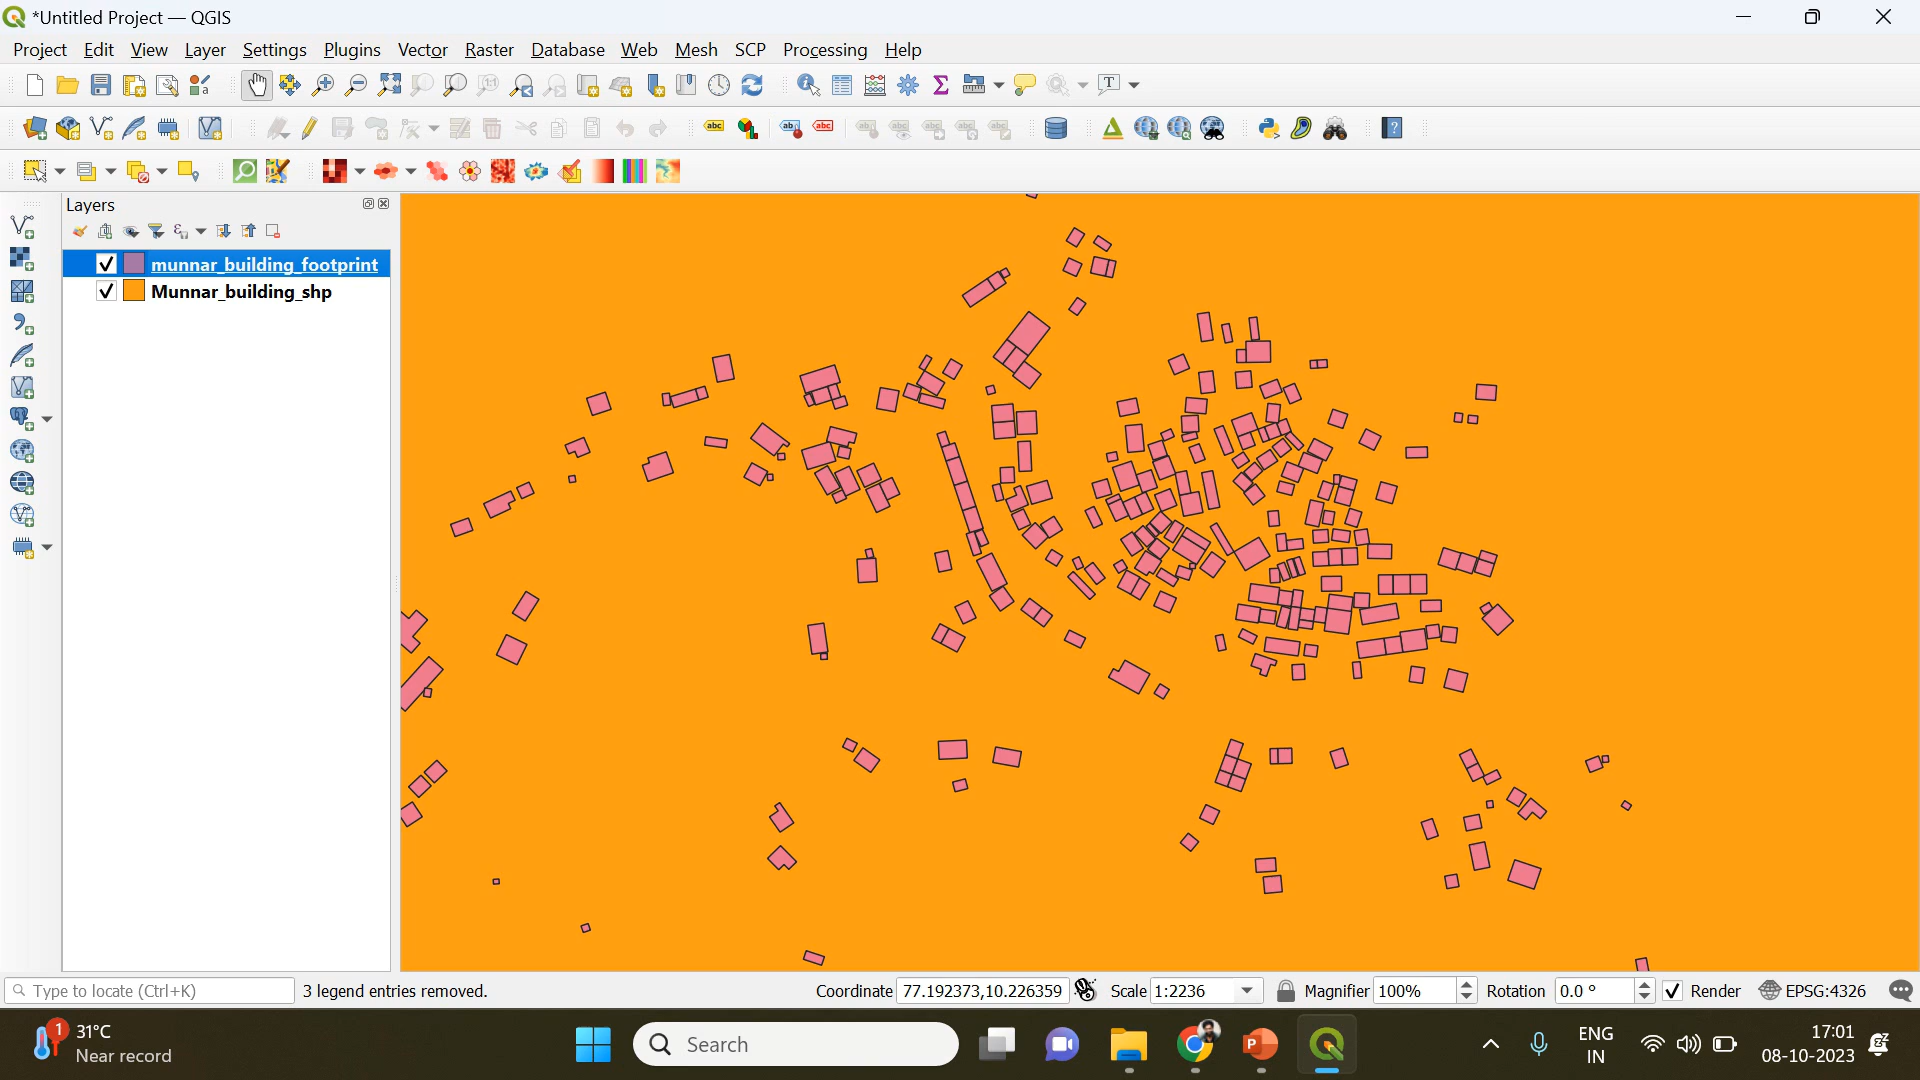 *Untitled Project — QGIS
Project Edit View Layer Settings Plugins Vector Raster Database Web Mesh SCP Processing Help
Layers
munnar_building_footprint
Munnar_building_shp
Type to locate (Ctrl+K) 3 legend entries removed. Coordinate 77.192373,10.226359 Scale 1:2236 Magnifier 100% Rotation 0.0 ° Render EPSG:4326
1 31°C
Near record
Search
ENG
IN
17:01
08-10-2023